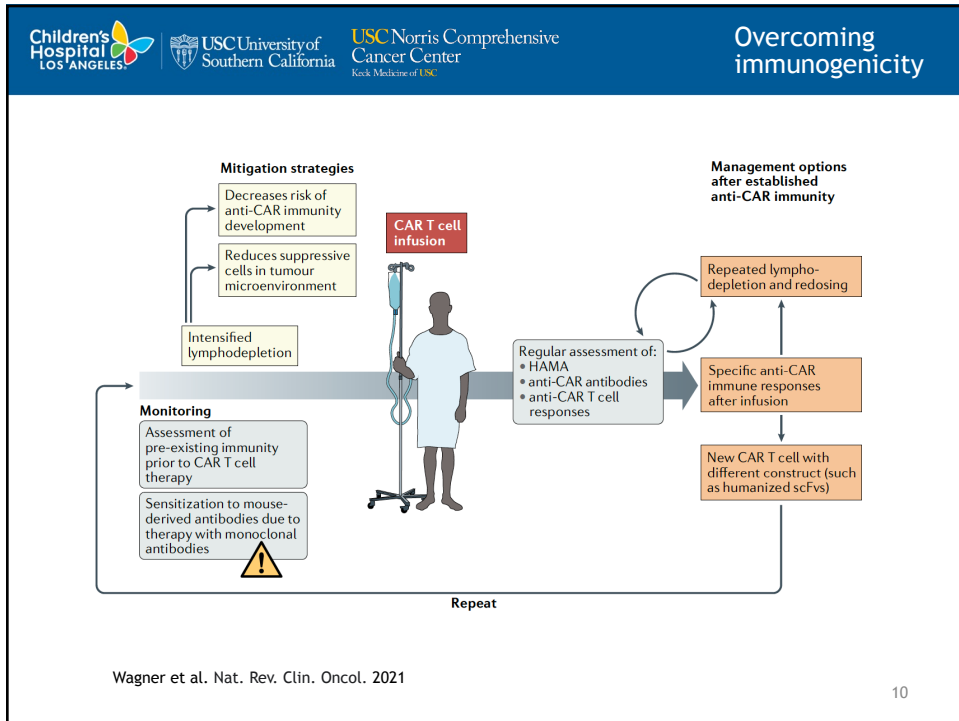 Children's
Hospital
LOS ANGELES
USC University of
Southern California
USC Norris Comprehensive
Cancer Center
Keck Medicine of USC
Overcoming
immunogenicity
Mitigation strategies
Decreases risk of
anti-CAR immunity
development
Reduces suppressive
cells in tumour
microenvironment
Intensified
lymphodepletion
Monitoring
Assessment of
pre-existing immunity
prior to CAR T cell
therapy
Sensitization to mouse-
derived antibodies due to
therapy with monoclonal
antibodies
!
CAR T cell
infusion
Regular assessment of:
• HAMA
• anti-CAR antibodies
• anti-CAR T cell
responses
Management options
after established
anti-CAR immunity
Repeated lympho-
depletion and redosing
Specific anti-CAR
immune responses
after infusion
New CAR T cell with
different construct (such
as humanized scFvs)
Repeat
Wagner et al. Nat. Rev. Clin. Oncol. 2021
10